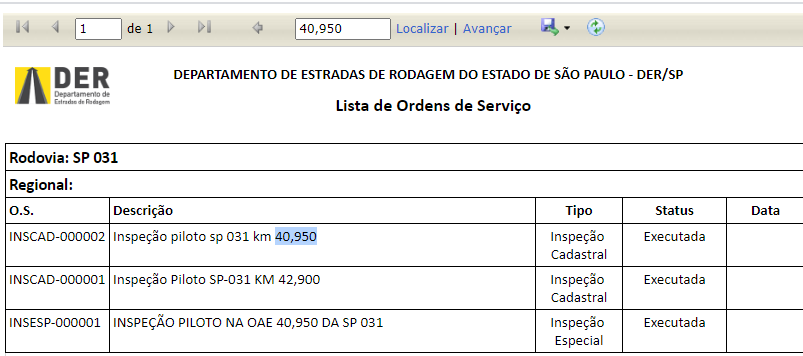 1 de 1 40,950 Localizar | Avançar
DER
Departamento de
Estradas de Rodagem
DEPARTAMENTO DE ESTRADAS DE RODAGEM DO ESTADO DE SÃO PAULO - DER/SP
Lista de Ordens de Serviço
Rodovia: SP 031
Regional:
O.S. Descrição Tipo Status Data
INSCAD-000002 Inspeção piloto sp 031 km 40,950 Inspeção Executada
Cadastral
INSCAD-000001 Inspeção Piloto SP-031 KM 42,900 Inspeção Executada
Cadastral
INSESP-000001 INSPEÇÃO PILOTO NA OAE 40,950 DA SP 031 Inspeção Executada
Especial